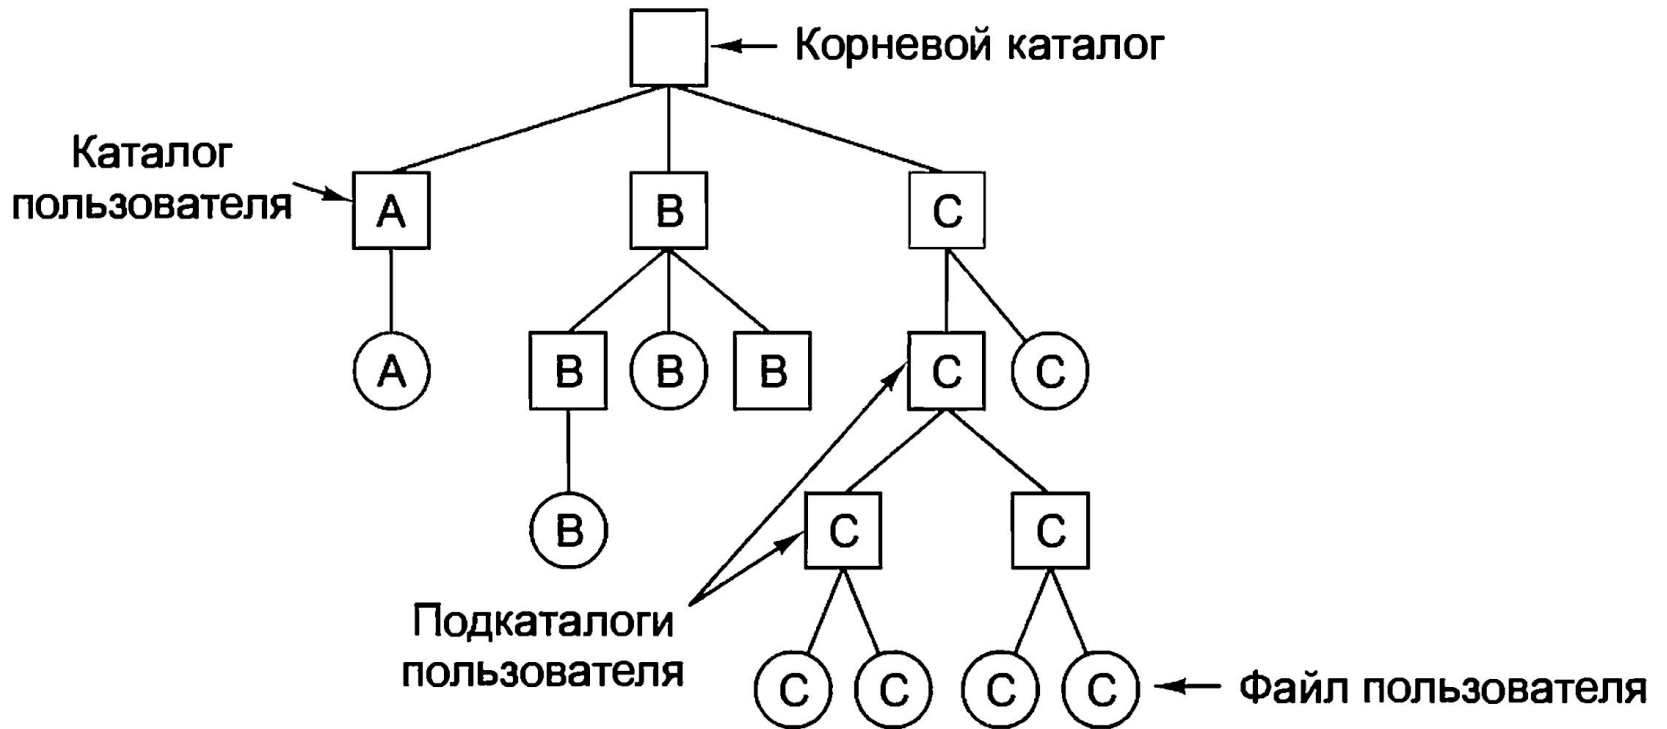 Корневой каталог
Каталог
пользователя
A B C
A B B B C C
B C C
Подкаталоги
пользователя
C C C C
Файл пользователя